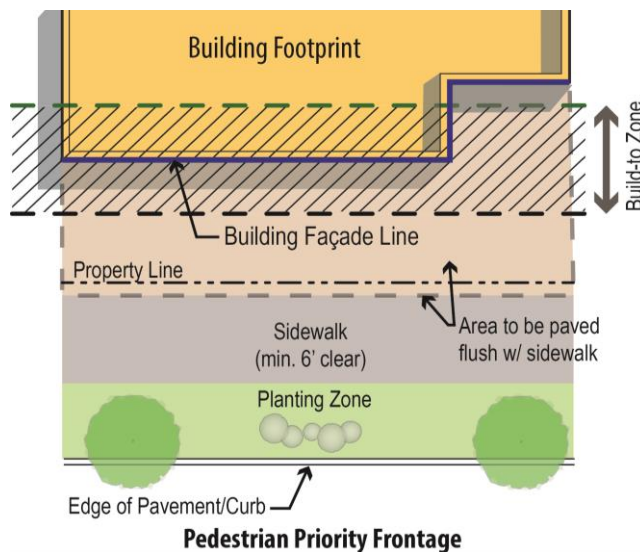 Building Footprint
Build-to Zone
Building Façade Line
Property Line
Sidewalk
(min. 6' clear)
Area to be paved
flush w/ sidewalk
Planting Zone
Edge of Pavement/Curb
Pedestrian Priority Frontage